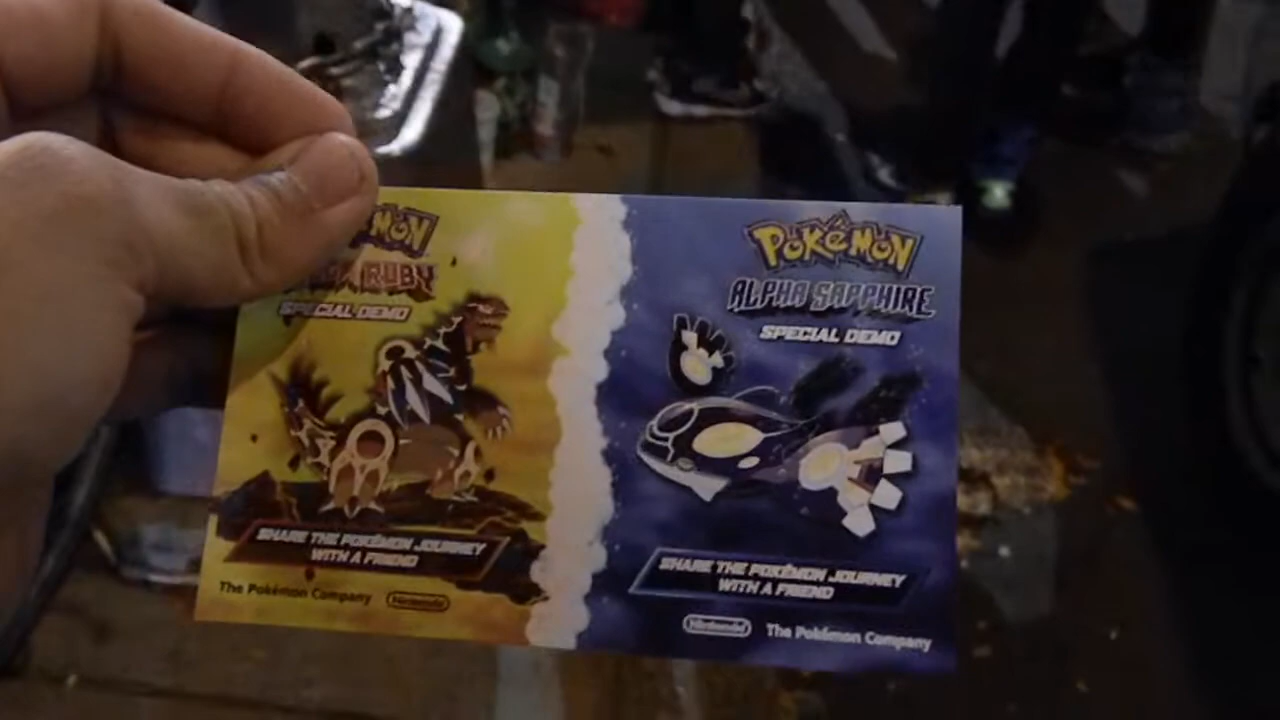 MON
RUBY
SPECIAL DEMO
SHARE THE POKÉMON JOURNEY
WITH A FRIEND
The Pokémon Company
Nintendo
POKéMON
ALPHA SAPPHIRE
SPECIAL DEMO
SHARE THE POKÉMON JOURNEY
WITH A FRIEND
Nintendo
The Pokémon Company